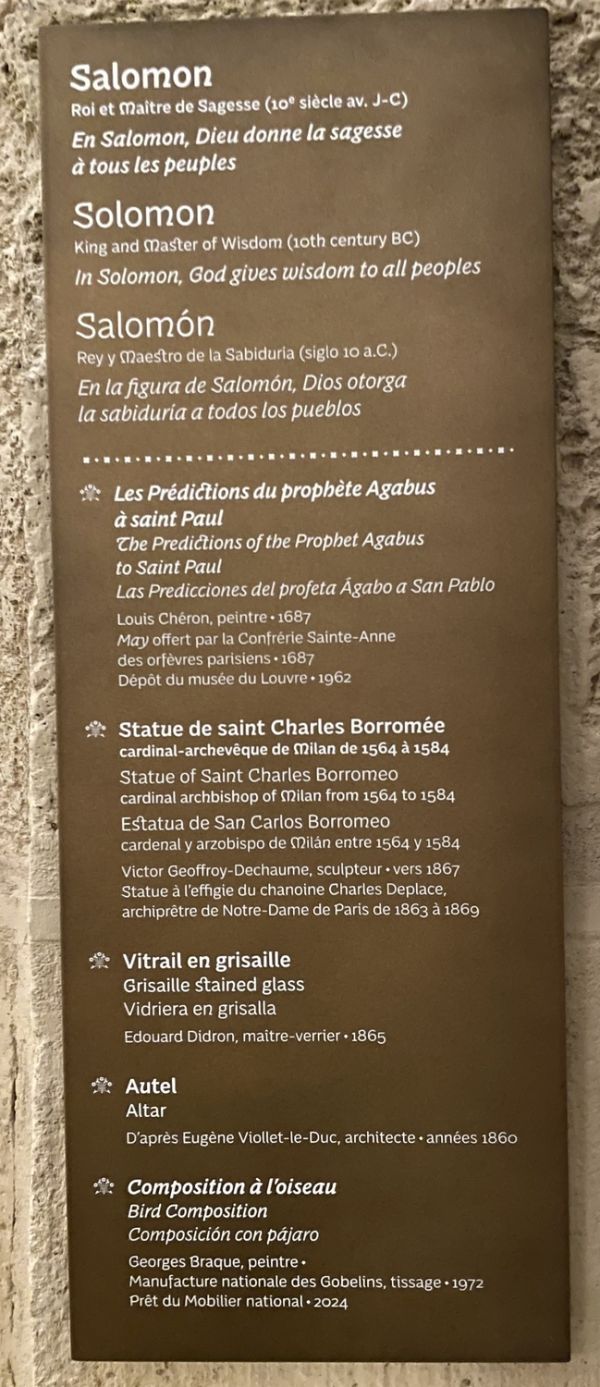 Salomon
Roi et Maître de Sagesse (10e siècle av. J-C)
En Salomon, Dieu donne la sagesse
à tous les peuples
Solomon
King and Master of Wisdom (10th century BC)
In Solomon, God gives wisdom to all peoples
Salomón
Rey y Maestro de la Sabiduria (siglo 10 a.C.)
En la figura de Salomón, Dios otorga
la sabiduría a todos los pueblos
Les Prédictions du prophète Agabus
à saint Paul
The Predictions of the Prophet Agabus
to Saint Paul
Las Predicciones del profeta Ágabo a San Pablo
Louis Chéron, peintre • 1687
May offert par la Confrérie Sainte-Anne
des orfèvres parisiens • 1687
Dépôt du musée du Louvre • 1962
Statue de saint Charles Borromée
cardinal-archevêque de Milan de 1564 à 1584
Statue of Saint Charles Borromeo
cardinal archbishop of Milan from 1564 to 1584
Estatua de San Carlos Borromeo
cardenal y arzobispo de Milán entre 1564 y 1584
Victor Geoffroy-Dechaume, sculpteur • vers 1867
Statue à l'effigie du chanoine Charles Deplace,
archiprêtre de Notre-Dame de Paris de 1863 à 1869
Vitrail en grisaille
Grisaille stained glass
Vidriera en grisalla
Edouard Didron, maître-verrier • 1865
Autel
Altar
D'après Eugène Viollet-le-Duc, architecte • années 1860
Composition à l'oiseau
Bird Composition
Composición con pájaro
Georges Braque, peintre •
Manufacture nationale des Gobelins, tissage • 1972
Prêt du Mobilier national • 2024